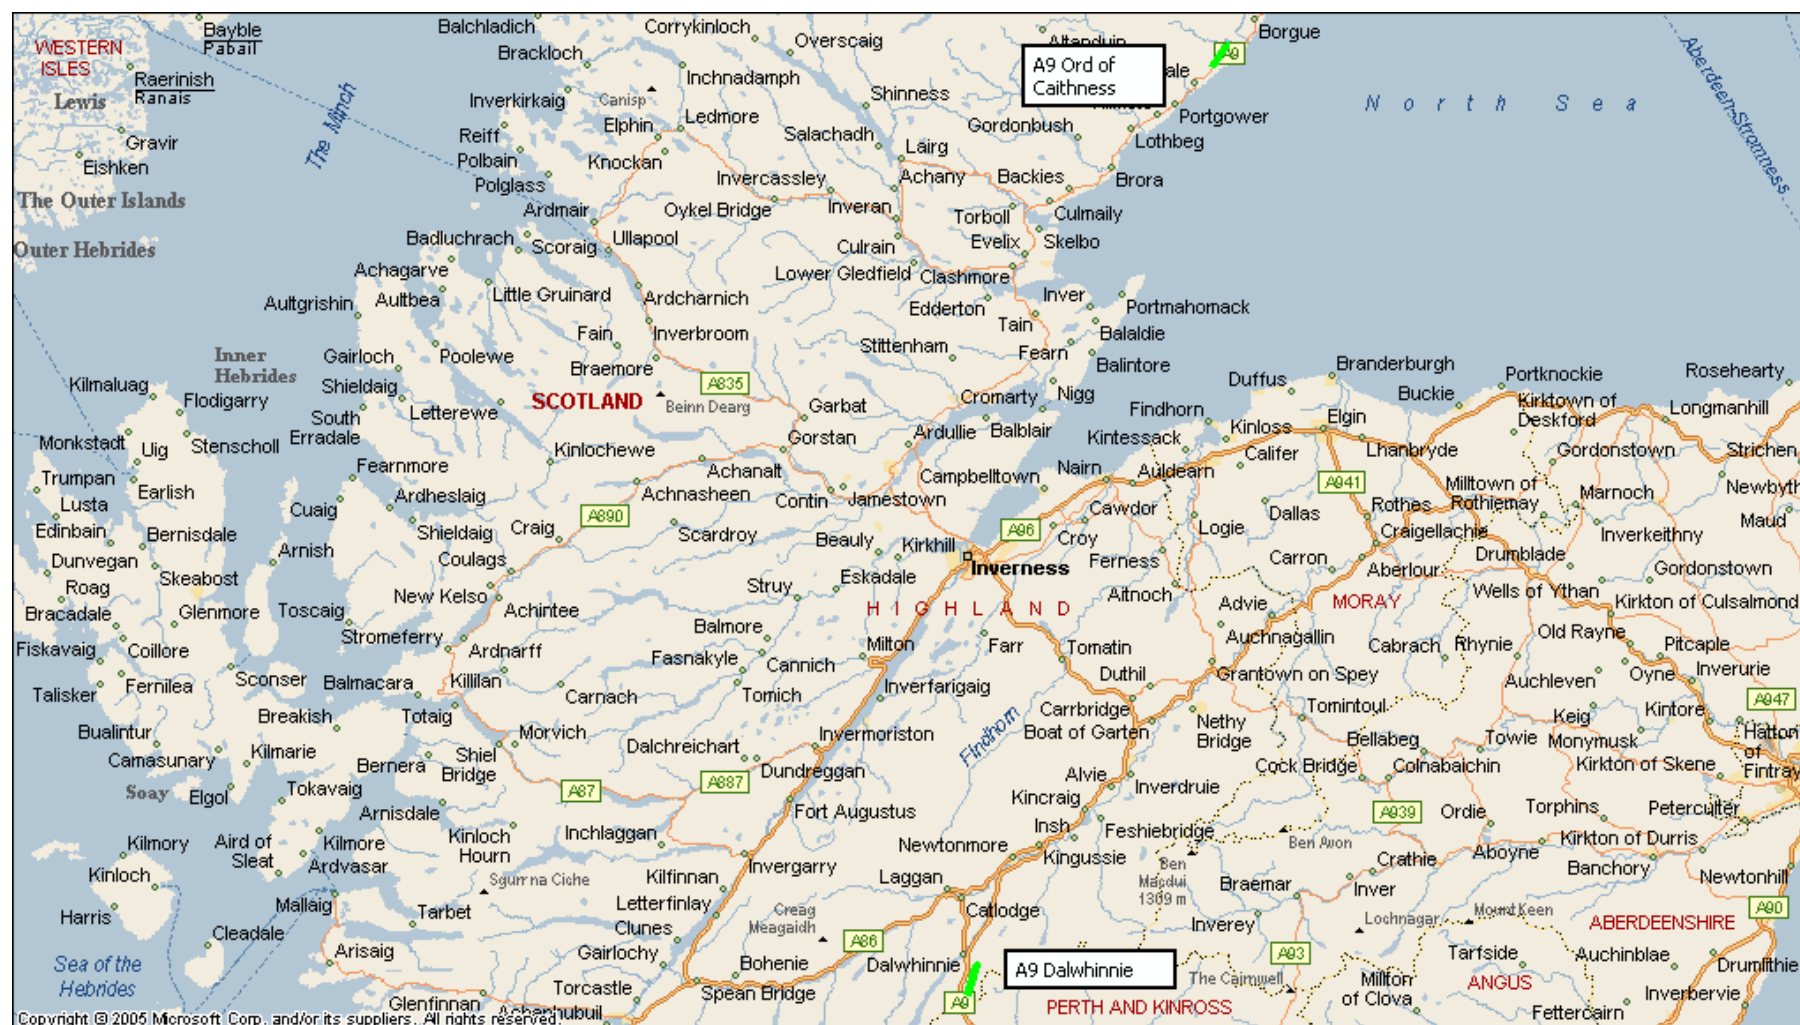 Bayble
Pabail
WESTERN
ISLES
Raerinish
Ranais
Lewis
Gravir
Eishken
The Outer Islands
Outer Hebrides
The Minch
Balchladich
Corrykinloch
Overscaig
Brackloch
Inchnadamph
Canisp
Inverkirkaig
Ledmore
Elphin
Shinness
Reiff
Salachadh
Gordonbush
Polbain
Knockan
Lairg
Polglass
Invercassley
Achany
Backies
Brora
Ardmair
Oykel Bridge
Inveran
Torboll
Culmaily
Borgue
Altanduin
A9
A9 Ord of
Caithness
ale
Portgower
Lothbeg
North Sea
Aberdeen-Stromness
Badluchrach
Scoraig
Ullapool
Culrain
Evelix
Skelbo
Achagarve
Lower Gledfield
Clashmore
Aultgrishin
Aultbea
Little Gruinard
Ardcharnich
Edderton
Inver
Portmahomack
Fain
Inverbroom
Tain
Balaldie
Inner
Hebrides
Gairloch
Poolewe
Braemore
Stittenham
Fearn
Balintore
Kilmaluag
Shieldaig
A835
Flodigarry
SCOTLAND
Beinn Dearg
Cromarty
Nigg
South
Erradale
Letterewe
Garbat
Ardullie
Balblair
Monkstadt
Uig
Stenscholl
Kinlochewe
Gorstan
Fearnmore
Achanalt
Campbelltown
Trumpan
Earlish
Ardheslaig
Achnasheen
Contin
Jamestown
Lusta
Cuaig
A890
Edinbain
Bernisdale
Shieldaig
Craig
Scardroy
Beauly
Kirkhill
Dunvegan
Arnish
Coulags
Inverness
Skeabost
Eskadale
Roag
New Kelso
Struy
Bracadale
Glenmore
Toscaig
Achintee
HIGHLAND
Stromeferry
Balmore
Milton
Farr
Tomatin
Fiskavaig
Coillore
Ardnarff
Fasnakyle
Cannich
Sconser
Balmacara
Killilan
Duthil
Talisker
Fernilea
Carnach
Tomich
Inverfarigaig
Breakish
Totaig
Carrbridge
Bualintur
Morvich
Invermoriston
Findhorn
Boat of Garten
Camasunary
Kilmarie
Shiel
Bridge
Dalchreichart
Bernera
Dundreggan
Alvie
Inverdruie
Soay
Elgol
Tokavaig
A87
A887
Arnisdale
Fort Augustus
Kincraig
Kilmory
Aird of
Sleat
Kilmore
Kinloch
Hourn
Inchlaggan
Insh
Feshiebridge
Ardvasar
Newtonmore
Kingussie
Kinloch
Invergarry
Sgurr na Ciche
Kilfinnan
Laggan
Mallaig
Letterfinlay
Harris
Tarbet
Creag
Meagaidh
Catlodge
Cleadale
Clunes
A86
Arisaig
Gairlochy
Dalwhinnie
A9 Dalwhinnie
Sea of the
Hebrides
Bohenie
Torcastle
Spean Bridge
A9
Glenfinnan
Achaphubuil
PERTH AND KINROSS
Duffus
Branderburgh
Portknockie
Rosehearty
Buckie
Kirktown of
Deskford
Longmanhill
Findhorn
Elgin
Kinloss
Kintessack
Lhanbryde
Gordonstown
Strichen
Nairn
Auldearn
Califer
A941
Milltown of
Rothiemay
Marnoch
Newbyth
Cawdor
Dallas
Rothes
Maud
A96
Logie
Craigellachie
Inverkeithny
Croy
Ferness
Carron
Drumblade
Aberlour
Gordonstown
Aitnoch
Advie
MORAY
Wells of Ythan
Kirkton of Culsalmond
Auchnagallin
Cabrach
Rhynie
Old Rayne
Pitcaple
Grantown on Spey
Oyne
Inverurie
Auchleven
A947
Nethy
Bridge
Tomintoul
Keig
Kintore
Bellabeg
Towie
Monymusk
Hatton
of
Fintray
Cock Bridge
Colnabaichin
Kirkton of Skene
A939
Ordie
Torphins
Peterculter
Ben Avon
Kirkton of Durris
Ben
Macdui
1309 m
Crathie
Aboyne
Banchory
Braemar
Inver
Newtonhill
Inverey
Lochnagar
Mount Keen
A90
ABERDEENSHIRE
A93
Tarfside
Auchinblae
Drumlithie
The Cairnwell
Milton
of Clova
ANGUS
Inverbervie
Fettercairn
Copyright © 2005 Microsoft Corp. and/or its suppliers. All rights reserved.